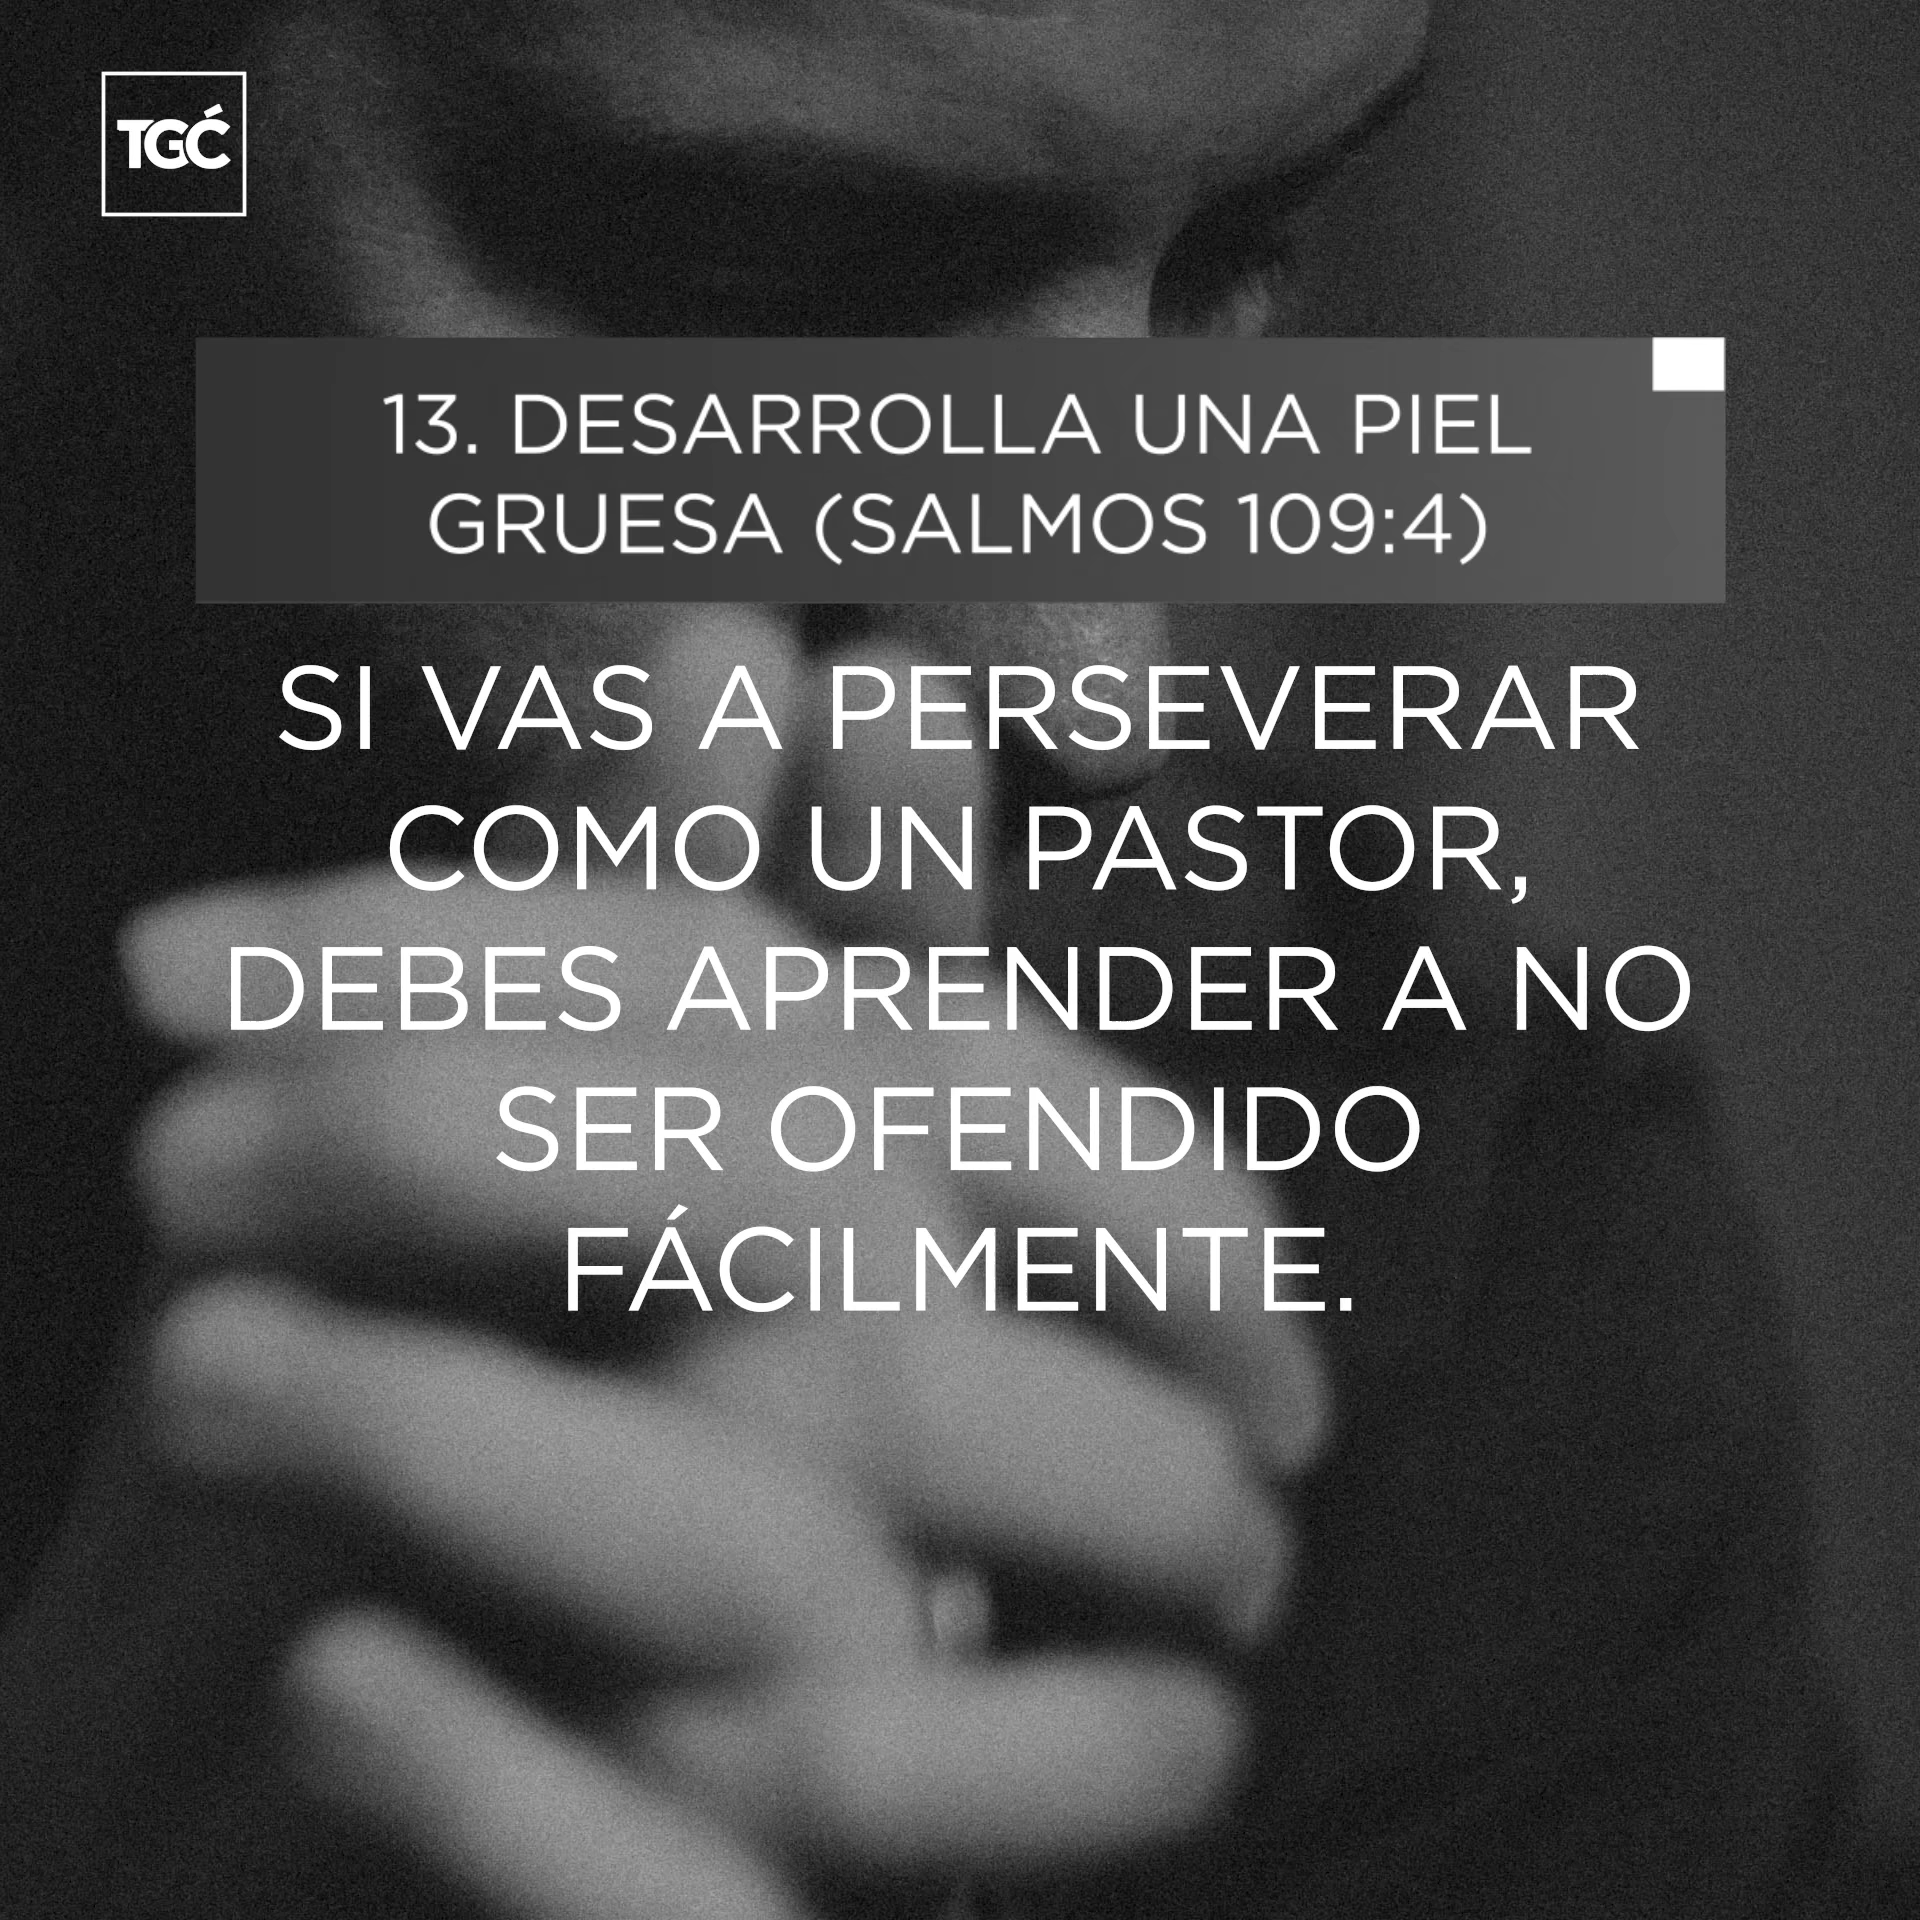 TGĆ
13. DESARROLLA UNA PIEL
GRUESA (SALMOS 109:4)
SI VAS A PERSEVERAR
COMO UN PASTOR,
DEBES APRENDER A NO
SER OFENDIDO
FÁCILMENTE.